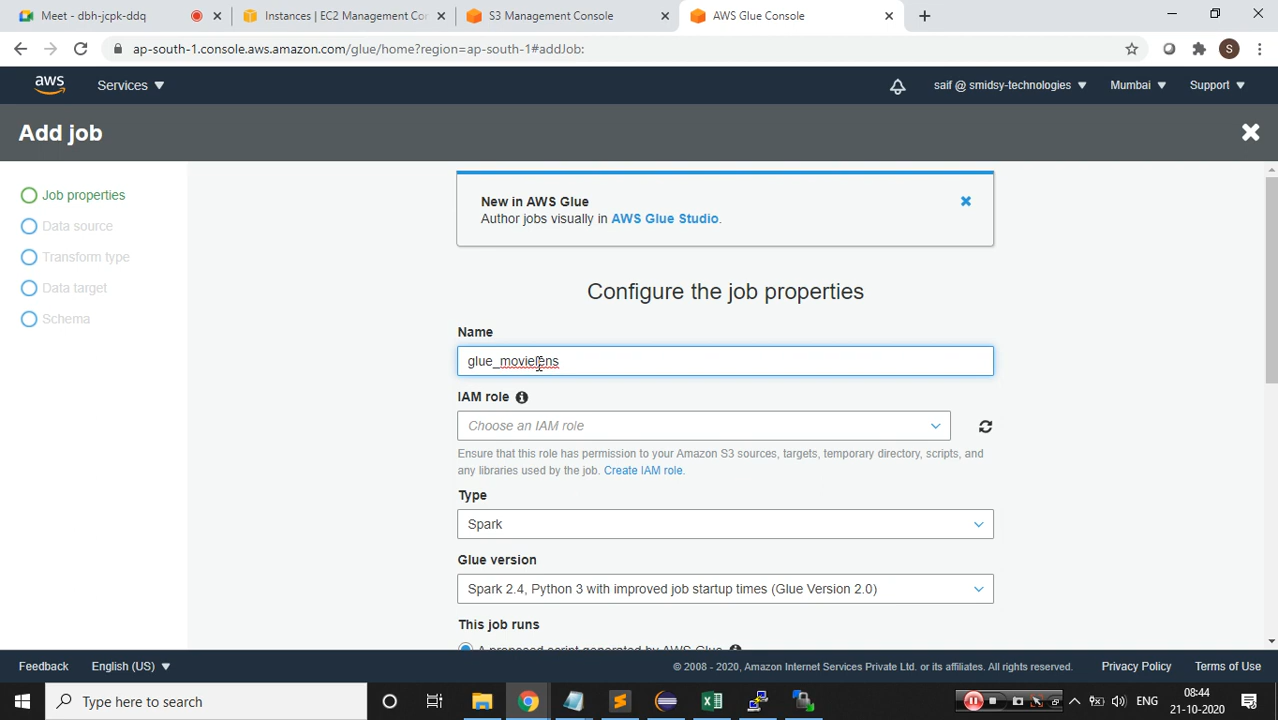 Meet - dbh-jcpk-ddq
Instances | EC2 Management Cor
S3 Management Console
AWS Glue Console
ap-south-1.console.aws.amazon.com/glue/home?region=ap-south-1#addJob:
S
aws
Services
saif @ smidsy-technologies
Mumbai
Support
Add job
Job properties
Data source
Transform type
Data target
Schema
New in AWS Glue
Author jobs visually in AWS Glue Studio.
Configure the job properties
Name
glue_movielens
IAM role
Choose an IAM role
Ensure that this role has permission to your Amazon S3 sources, targets, temporary directory, scripts, and
any libraries used by the job. Create IAM role.
Type
Spark
Glue version
Spark 2.4, Python 3 with improved job startup times (Glue Version 2.0)
This job runs
A proposed script generated by AWS Glue
Feedback
English (US)
© 2008 - 2020, Amazon Internet Services Private Ltd. or its affiliates. All rights reserved.
Privacy Policy
Terms of Use
Type here to search
ENG
08:44
21-10-2020